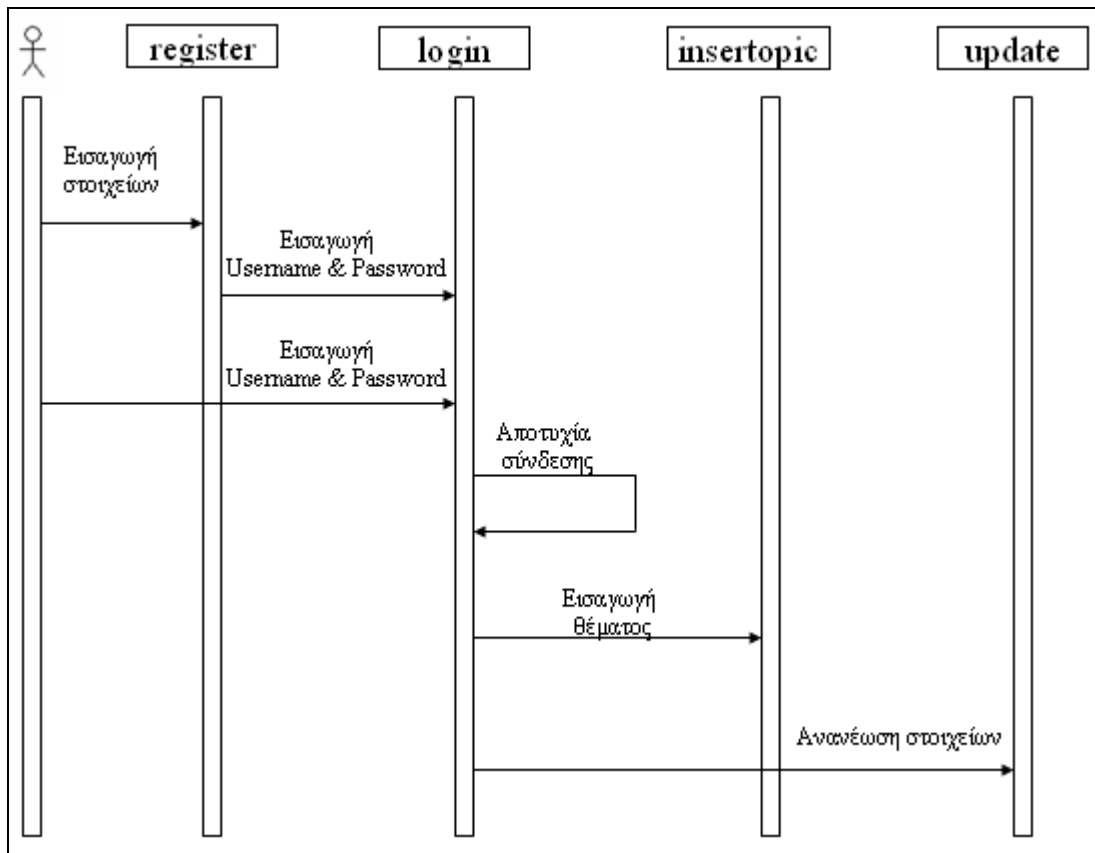 register
login
insertopic
update
Εισαγωγή
στοιχείων
Εισαγωγή
Username & Password
Εισαγωγή
Username & Password
Αποτυχία
σύνδεσης
Εισαγωγή
θέματος
Ανανέωση στοιχείων